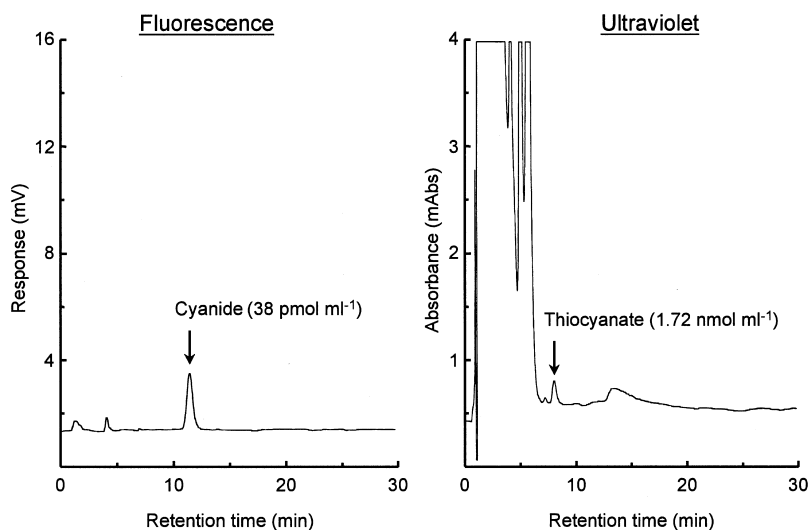 Fluorescence
16
12
8
4
0
Response (mV)
Cyanide (38 pmol ml-1)
0
10
20
30
Retention time (min)
Ultraviolet
4
3
2
1
Absorbance (mAbs)
Thiocyanate (1.72 nmol ml-1)
0
10
20
30
Retention time (min)